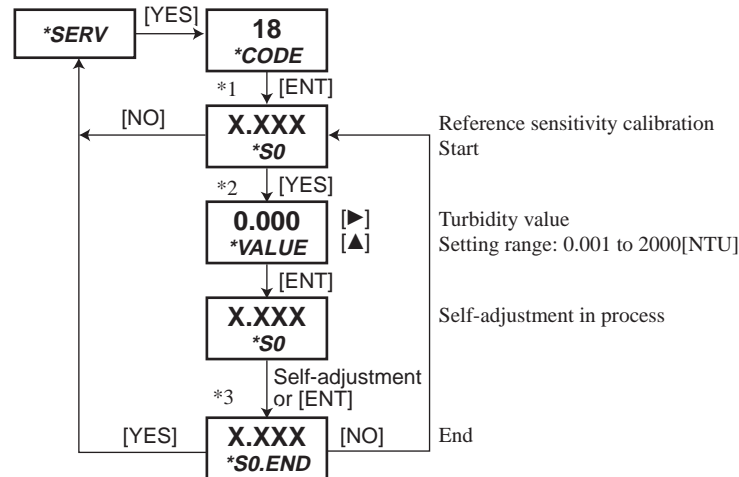 *SERV
[YES]
18
*CODE
*1
[ENT]
[NO]
X.XXX
*S0
Reference sensitivity calibration
Start
*2
[YES]
0.000
*VALUE
[►]
[▲]
Turbidity value
Setting range: 0.001 to 2000[NTU]
[ENT]
X.XXX
*S0
Self-adjustment in process
*3
Self-adjustment
or [ENT]
[YES]
X.XXX
*S0.END
[NO]
End